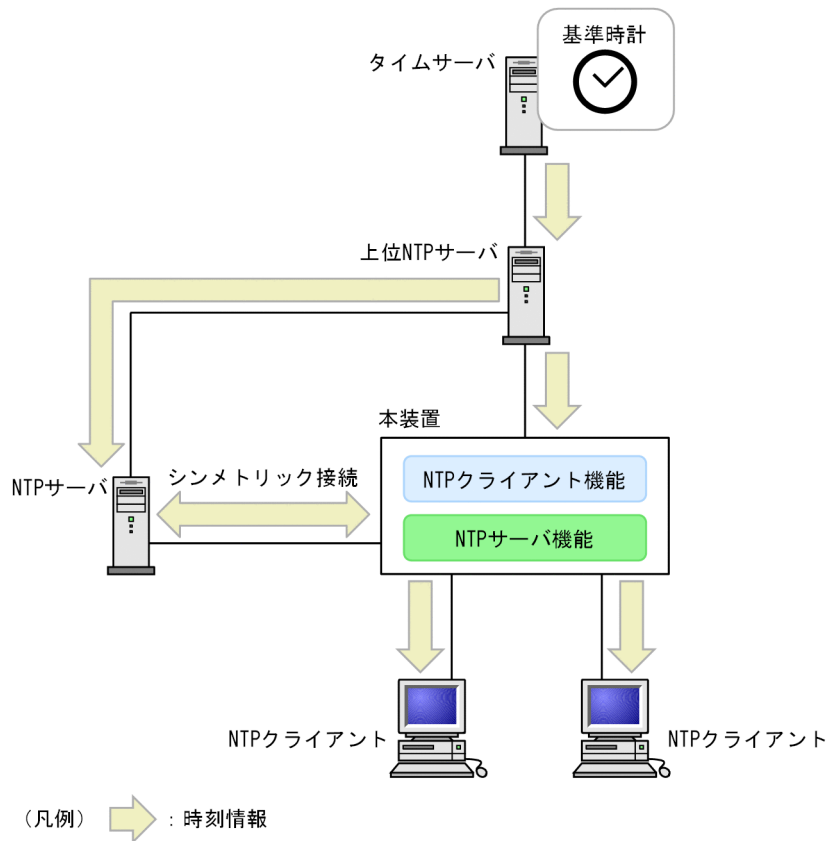 基準時計
タイムサーバ
上位NTPサーバ
本装置
シンメトリック接続
NTPサーバ
NTPクライアント機能
NTPサーバ機能
NTPクライアント
NTPクライアント
（凡例）
：時刻情報